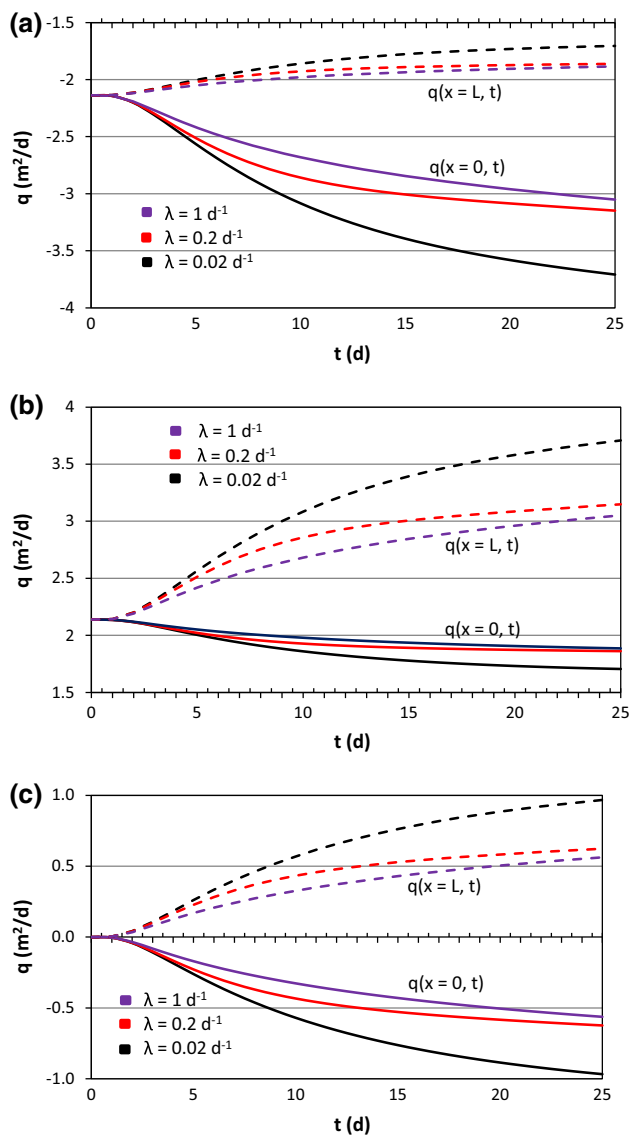 (a)
-1.5
-2
-2.5
-3
-3.5
-4
q (m²/d)
q(x = L, t)
q(x = 0, t)
λ = 1 d⁻¹
λ = 0.2 d⁻¹
λ = 0.02 d⁻¹
0 5 10 15 20 25
t (d)
(b)
4
3.5
3
2.5
2
1.5
q (m²/d)
λ = 1 d⁻¹
λ = 0.2 d⁻¹
λ = 0.02 d⁻¹
q(x = L, t)
q(x = 0, t)
0 5 10 15 20 25
t (d)
(c)
1.0
0.5
0.0
-0.5
-1.0
q (m²/d)
q(x = L, t)
q(x = 0, t)
λ = 1 d⁻¹
λ = 0.2 d⁻¹
λ = 0.02 d⁻¹
0 5 10 15 20 25
t (d)